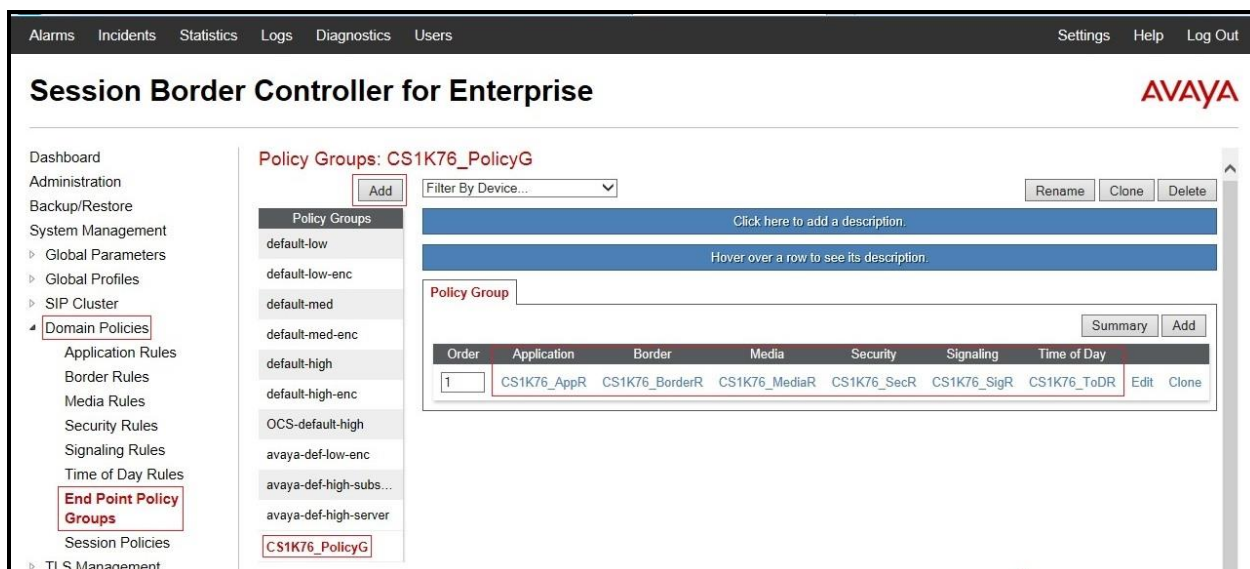 Alarms Incidents Statistics Logs Diagnostics Users Settings Help Log Out
Session Border Controller for Enterprise
AVAYA
Dashboard
Administration
Backup/Restore
System Management
Global Parameters
Global Profiles
SIP Cluster
Domain Policies
Application Rules
Border Rules
Media Rules
Security Rules
Signaling Rules
Time of Day Rules
End Point Policy
Groups
Session Policies
TLS Management
Policy Groups: CS1K76_PolicyG
Add
Policy Groups
default-low
default-low-enc
default-med
default-med-enc
default-high
default-high-enc
OCS-default-high
avaya-def-low-enc
avaya-def-high-subs...
avaya-def-high-server
CS1K76_PolicyG
Filter By Device...
Rename Clone Delete
Click here to add a description.
Hover over a row to see its description.
Policy Group
Summary Add
Order Application Border Media Security Signaling Time of Day
1 CS1K76_AppR CS1K76_BorderR CS1K76_MediaR CS1K76_SecR CS1K76_SigR CS1K76_ToDR Edit Clone